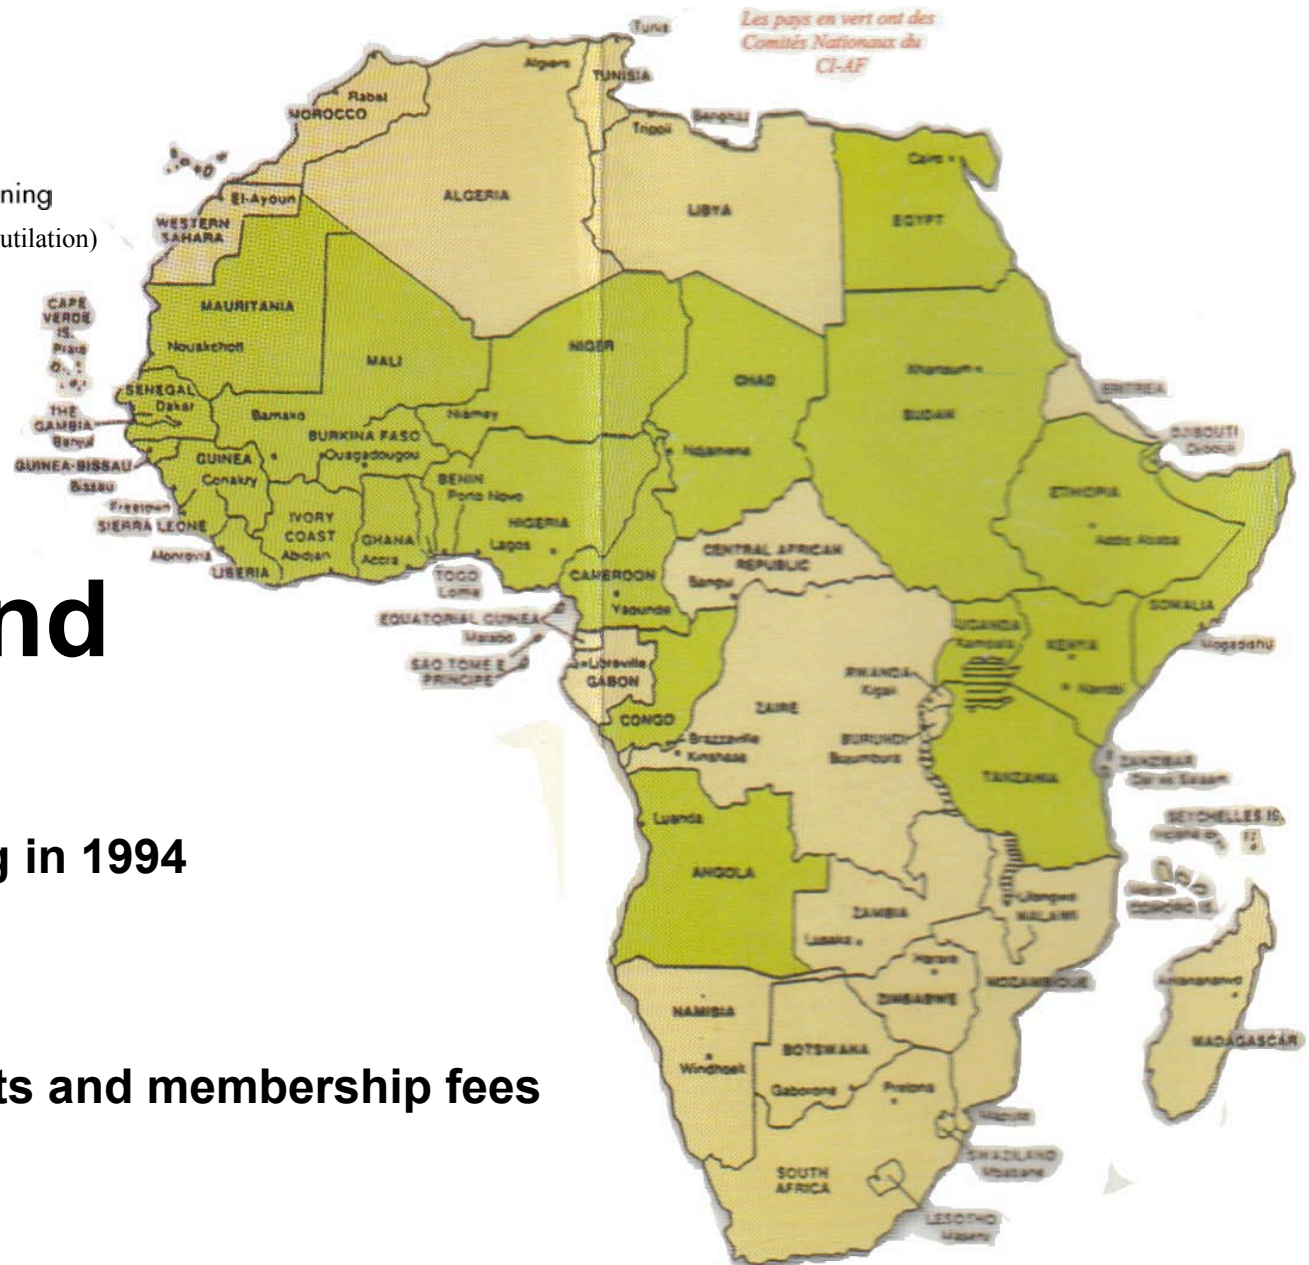 Les pays en vert ont des
Comités Nationaux du
CI-AF
ning
utilation)
nd
g in 1994
ts and membership fees
Tunis
Algiers
TUNISIA
Rabat
MOROCCO
Tripoli
Benghazi
Cairo
El-Ayoun
ALGERIA
LIBYA
EGYPT
WESTERN
SAHARA
CAPE
VERDE
IS.
Praia
MAURITANIA
Nouakchott
MALI
NIGER
CHAD
Khartoum
SUDAN
ERITREA
SENEGAL
Dakar
THE
GAMBIA
Banjul
Bamako
Niamey
BURKINA FASO
Ouagadougou
Ndjamena
DJIBOUTI
Djibouti
GUINEA-BISSAU
Bissau
GUINEA
Conakry
BENIN
Porto Novo
ETHIOPIA
Addis Ababa
Freetown
SIERRA LEONE
IVORY
COAST
Abidjan
GHANA
Accra
NIGERIA
Lagos
Monrovia
LIBERIA
TOGO
Lome
CAMEROON
Yaounde
CENTRAL AFRICAN
REPUBLIC
Bangui
SOMALIA
Mogadishu
EQUATORIAL GUINEA
Malabo
SAO TOME E
PRINCIPE
Libreville
GABON
UGANDA
Kampala
KENYA
Nairobi
RWANDA
Kigali
ZAIRE
CONGO
Brazzaville
Kinshasa
BURUNDI
Bujumbura
TANZANIA
ZANZIBAR
Dar es Salaam
SEYCHELLES IS.
Luanda
ANGOLA
COMORO IS.
ZAMBIA
Lusaka
Lilongwe
MALAWI
Harare
ZIMBABWE
MOZAMBIQUE
Antananarivo
MADAGASCAR
NAMIBIA
Windhoek
BOTSWANA
Gaborone
Pretoria
Maputo
SWAZILAND
Mbabane
SOUTH
AFRICA
LESOTHO
Maseru